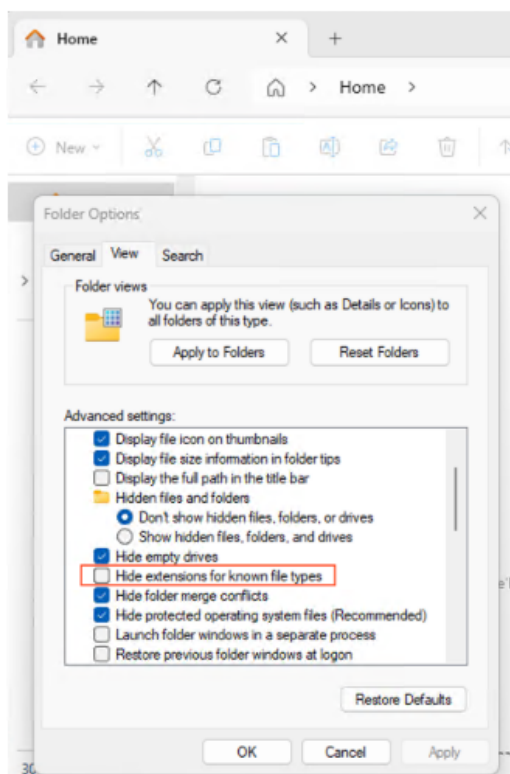 Home
Home
New
Folder Options
General View Search
Folder views
You can apply this view (such as Details or Icons) to
all folders of this type.
Apply to Folders Reset Folders
Advanced settings:
Display file icon on thumbnails
Display file size information in folder tips
Display the full path in the title bar
Hidden files and folders
Don't show hidden files, folders, or drives
Show hidden files, folders, and drives
Hide empty drives
Hide extensions for known file types
Hide folder merge conflicts
Hide protected operating system files (Recommended)
Launch folder windows in a separate process
Restore previous folder windows at logon
Restore Defaults
OK Cancel Apply